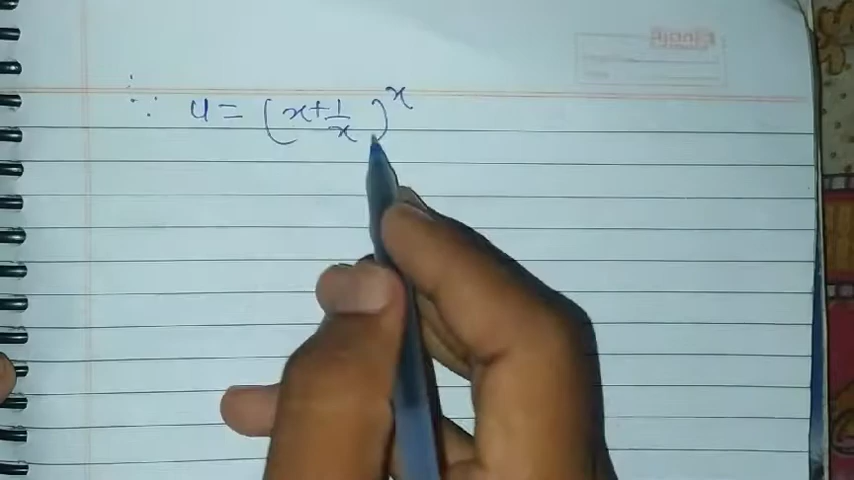 ∴ u = (x + 1/x)^x